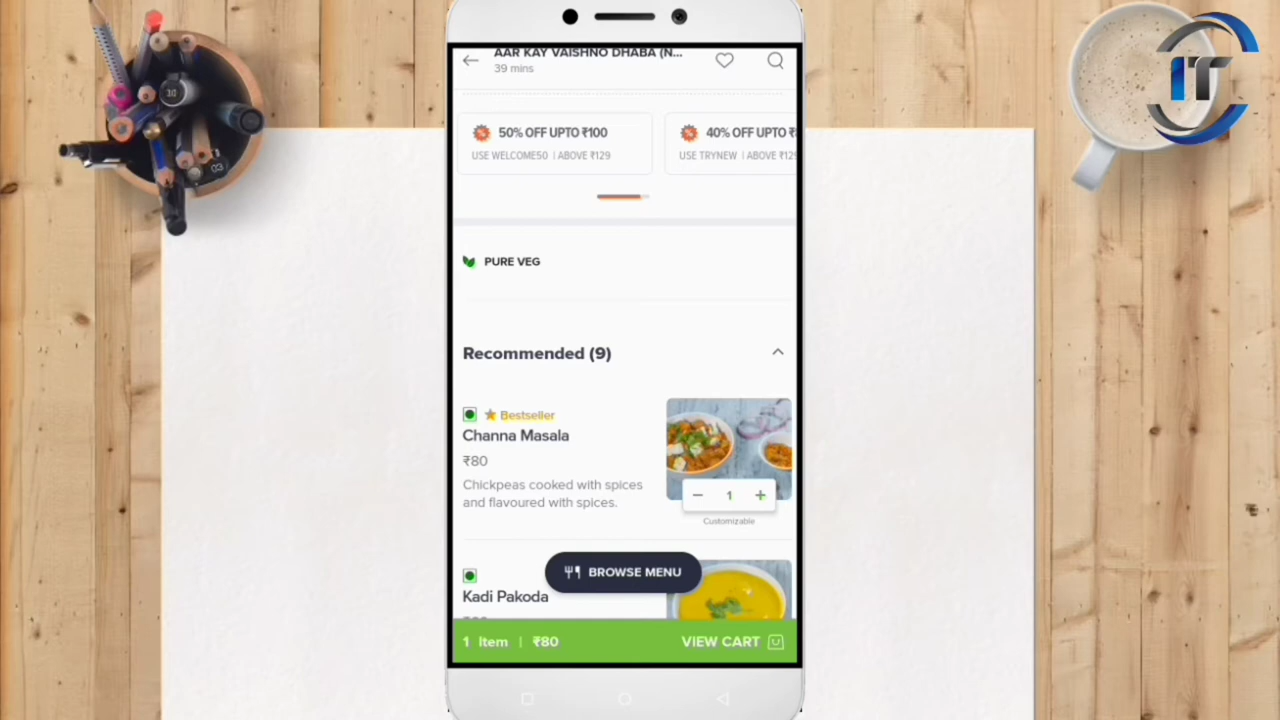 AAR KAY VAISHNO DHABA (N...
39 mins
50% OFF UPTO ₹100
USE WELCOME50 | ABOVE ₹129
40% OFF UPTO ₹8
USE TRYNEW | ABOVE ₹129
PURE VEG
Recommended (9)
Bestseller
Channa Masala
₹80
Chickpeas cooked with spices
and flavoured with spices.
1
Customizable
Kadi Pakoda
BROWSE MENU
1 Item | ₹80
VIEW CART
IT